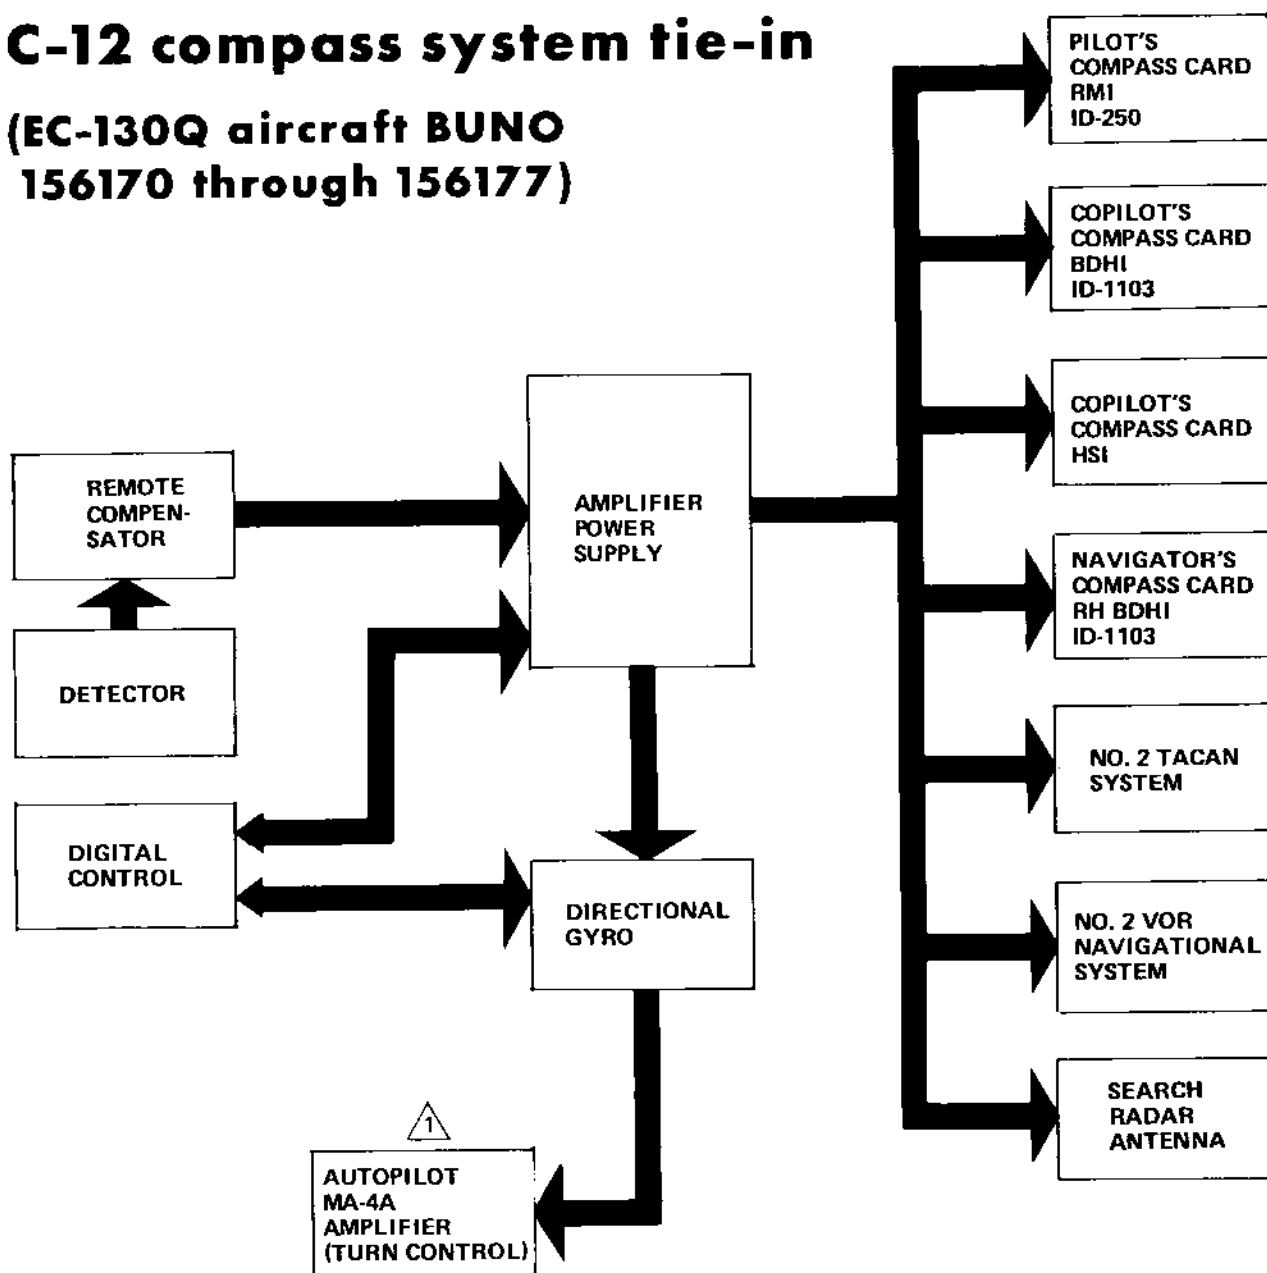 C-12 compass system tie-in
(EC-130Q aircraft BUNO
156170 through 156177)
PILOT'S
COMPASS CARD
RMI
ID-250
COPILOT'S
COMPASS CARD
BDHI
ID-1103
COPILOT'S
COMPASS CARD
HSI
NAVIGATOR'S
COMPASS CARD
RH BDHI
ID-1103
NO. 2 TACAN
SYSTEM
NO. 2 VOR
NAVIGATIONAL
SYSTEM
SEARCH
RADAR
ANTENNA
AMPLIFIER
POWER
SUPPLY
REMOTE
COMPEN-
SATOR
DETECTOR
DIGITAL
CONTROL
DIRECTIONAL
GYRO
1
AUTOPILOT
MA-4A
AMPLIFIER
(TURN CONTROL)